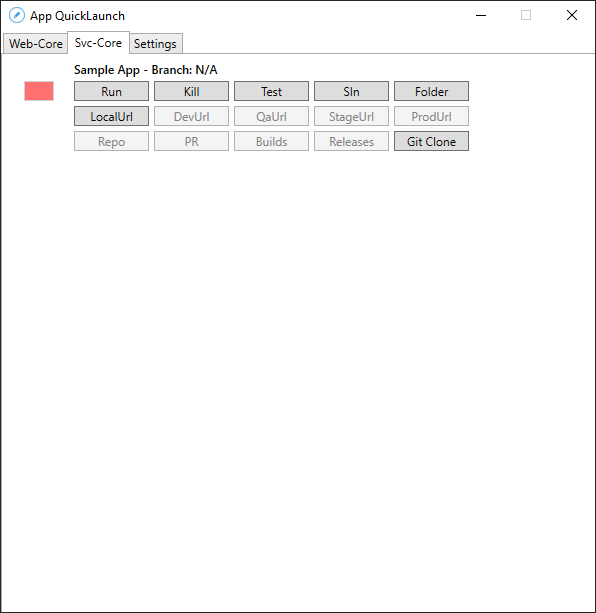 App QuickLaunch
Web-Core Svc-Core Settings
Sample App - Branch: N/A
Run Kill Test Sln Folder
LocalUrl DevUrl QaUrl StageUrl ProdUrl
Repo PR Builds Releases Git Clone